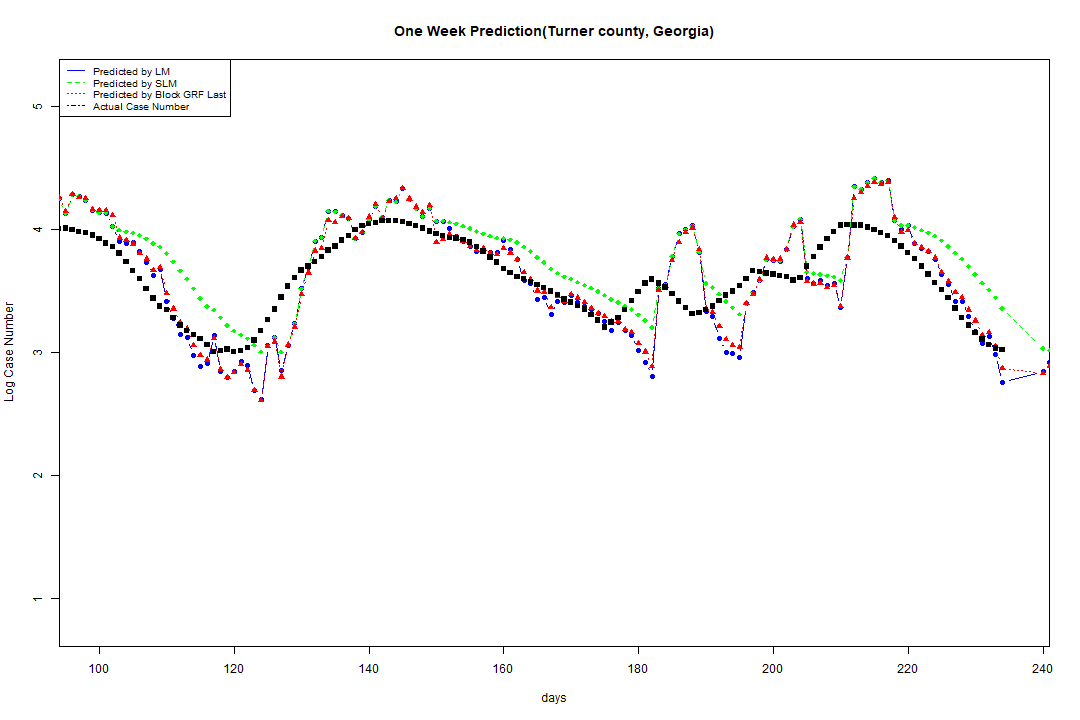 One Week Prediction(Turner county, Georgia)
Predicted by LM
Predicted by SLM
Predicted by Block GRF Last
Actual Case Number
5
4
3
2
1
Log Case Number
100 120 140 160 180 200 220 240
days